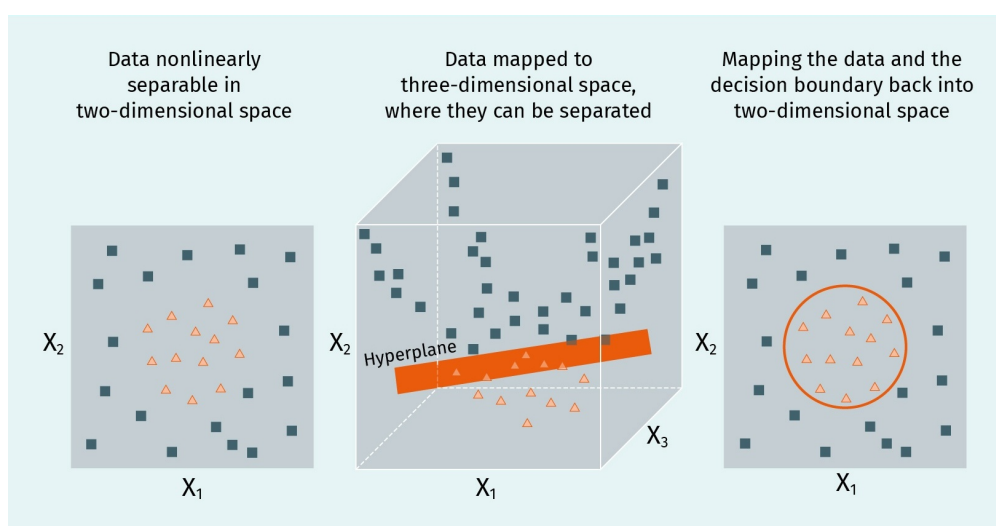 Data nonlinearly
separable in
two-dimensional space
Data mapped to
three-dimensional space,
where they can be separated
Mapping the data and the
decision boundary back into
two-dimensional space
X₂
X₁
X₂
Hyperplane
X₃
X₁
X₂
X₁